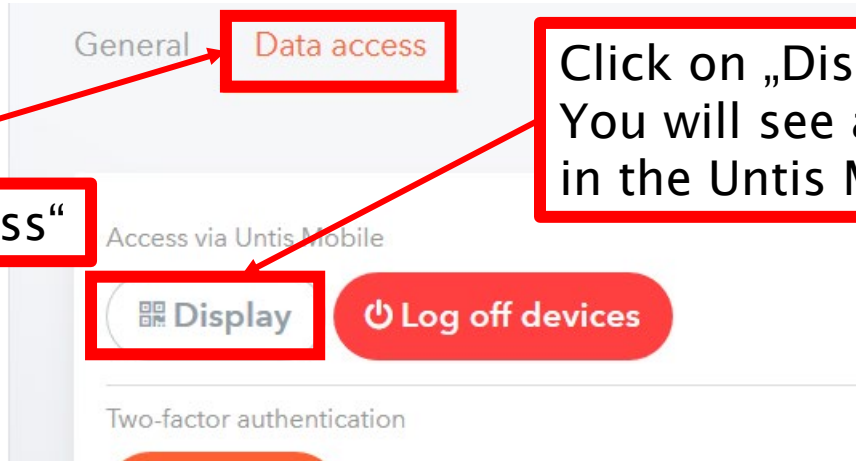 General Data access
Click on „Dis
You will see
in the Untis
ss“
Access via Untis Mobile
Display Log off devices
Two-factor authentication